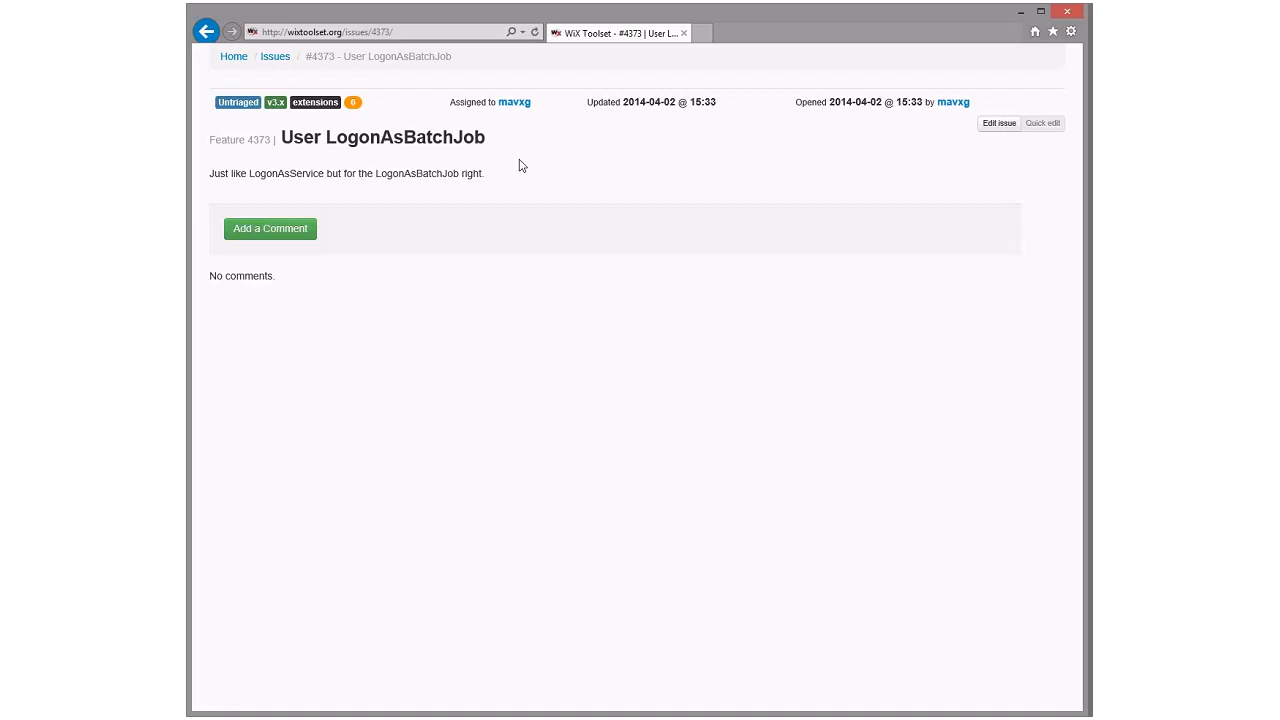 http://wixtoolset.org/issues/4373/
WiX Toolset - #4373 | User L...
Home / Issues / #4373 - User LogonAsBatchJob
Untriaged v3.x extensions 0 Assigned to mavxg Updated 2014-04-02 @ 15:33 Opened 2014-04-02 @ 15:33 by mavxg
Edit issue Quick edit
Feature 4373 | User LogonAsBatchJob
Just like LogonAsService but for the LogonAsBatchJob right.
Add a Comment
No comments.